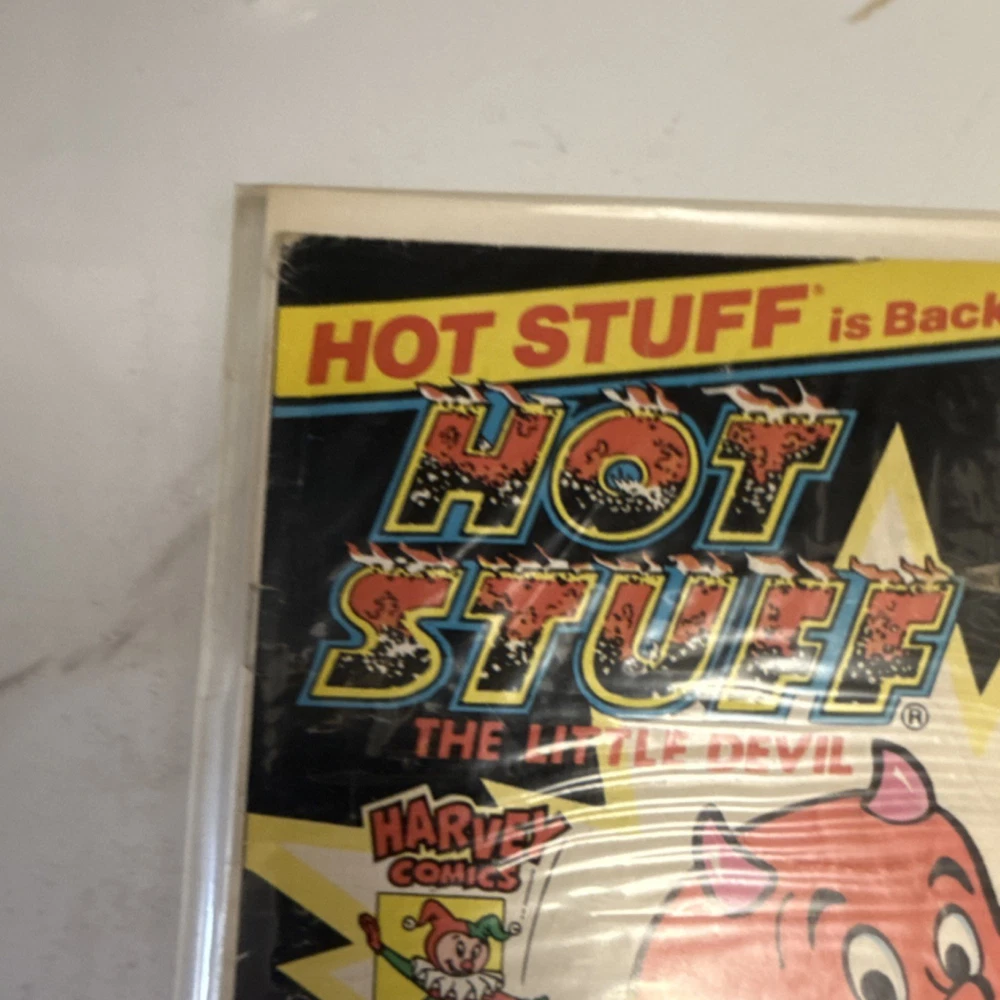 HOT STUFF is Back
HOT
STUFF®
THE LITTLE DEVIL
HARVEY
COMICS